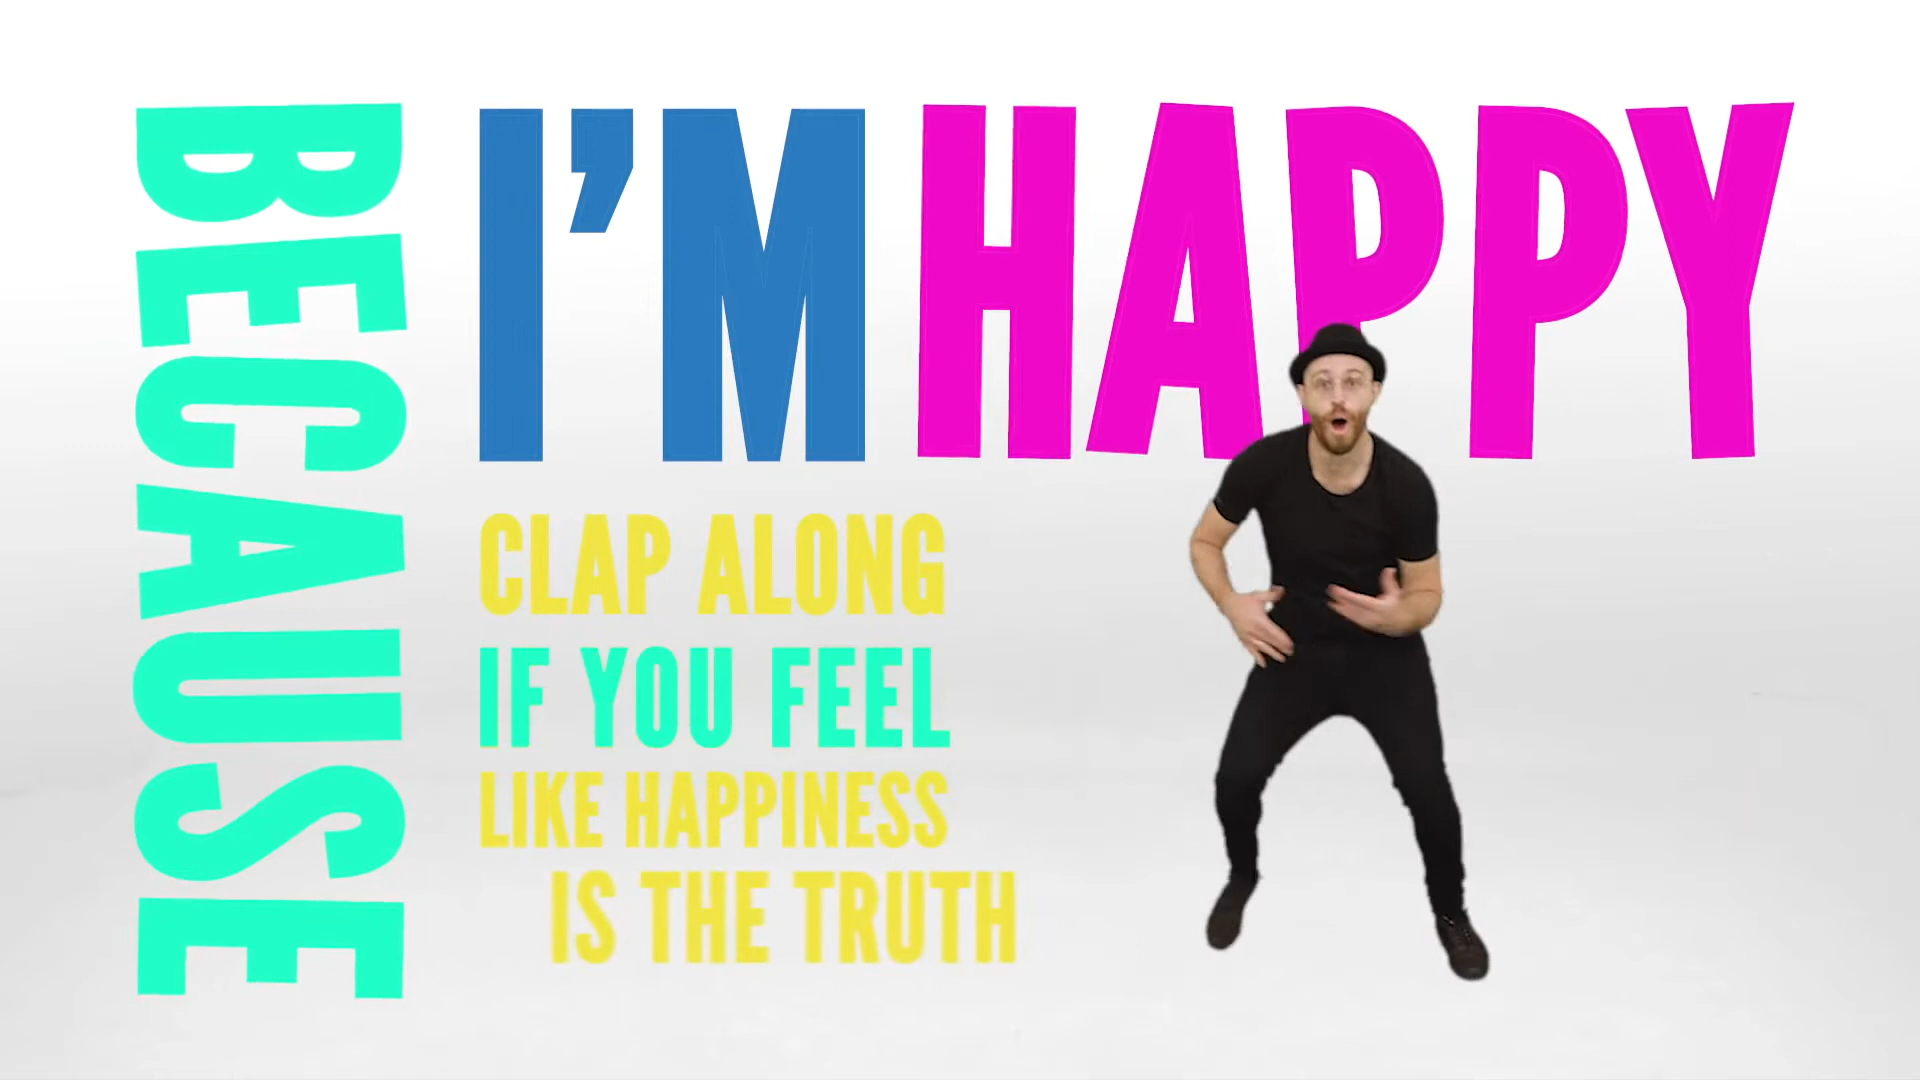 BECAUSE
I'M HAPPY
CLAP ALONG
IF YOU FEEL
LIKE HAPPINESS
IS THE TRUTH